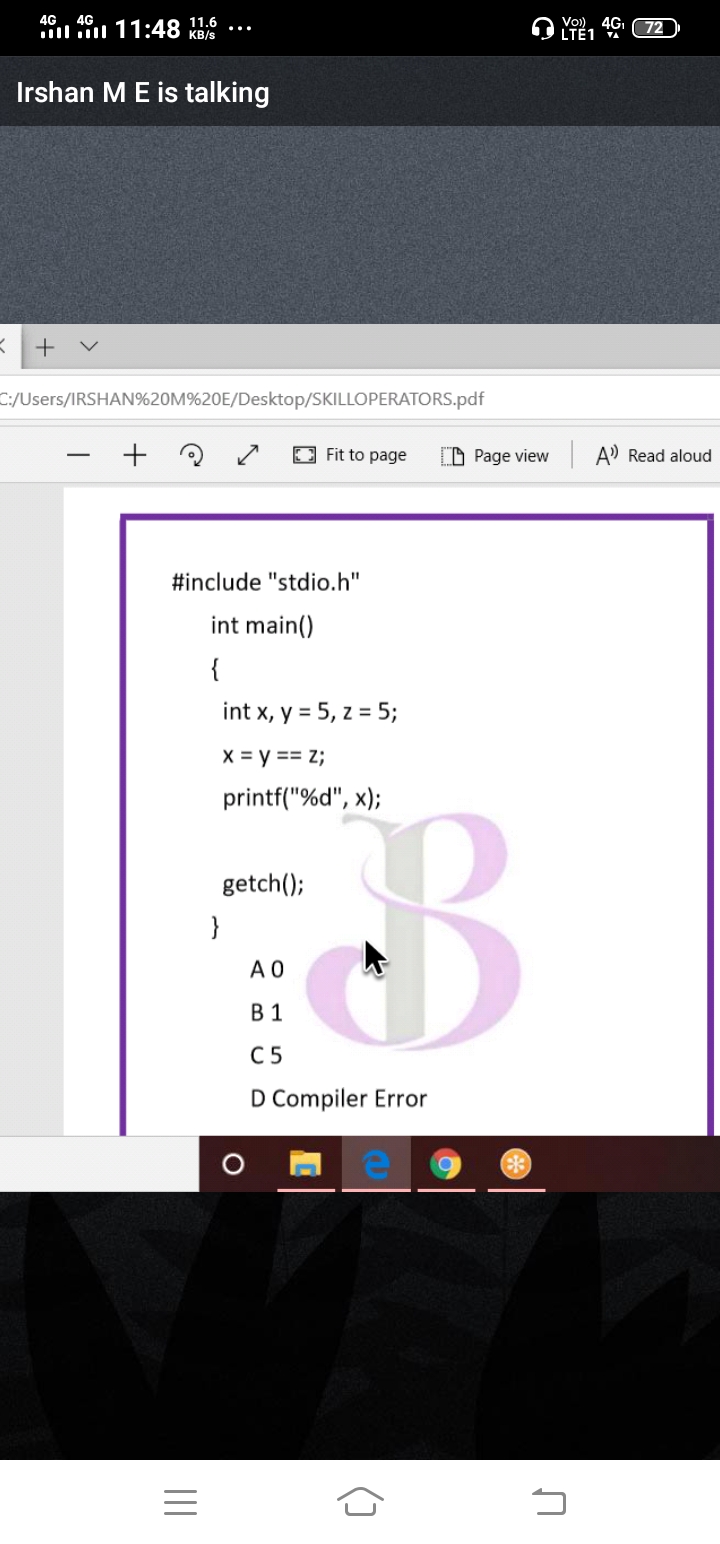 4G 4G 11:48 11.6 KB/s ... Vo)) LTE1 4G 72
Irshan M E is talking
C:/Users/IRSHAN%20M%20E/Desktop/SKILLOPERATORS.pdf
Fit to page Page view A Read aloud
#include "stdio.h"
int main()
{
int x, y = 5, z = 5;
x = y == z;
printf("%d", x);
getch();
}
A 0
B 1
C 5
D Compiler Error